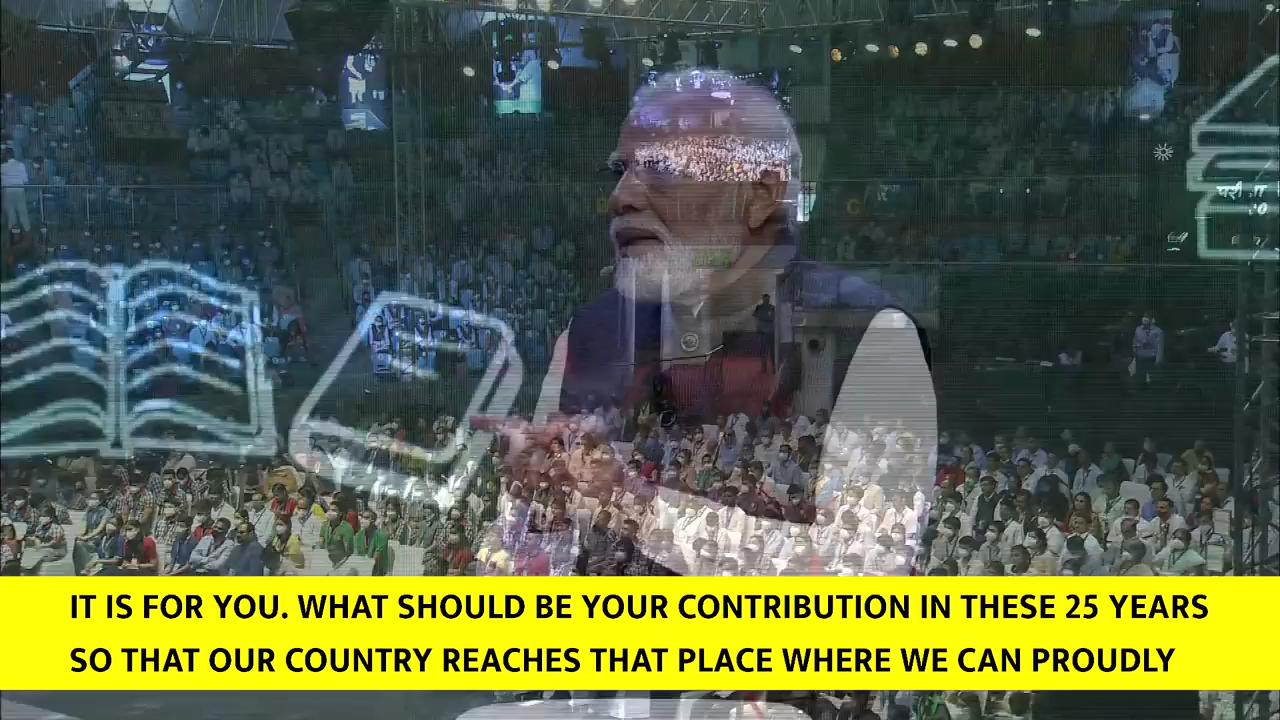 IT IS FOR YOU. WHAT SHOULD BE YOUR CONTRIBUTION IN THESE 25 YEARS
SO THAT OUR COUNTRY REACHES THAT PLACE WHERE WE CAN PROUDLY